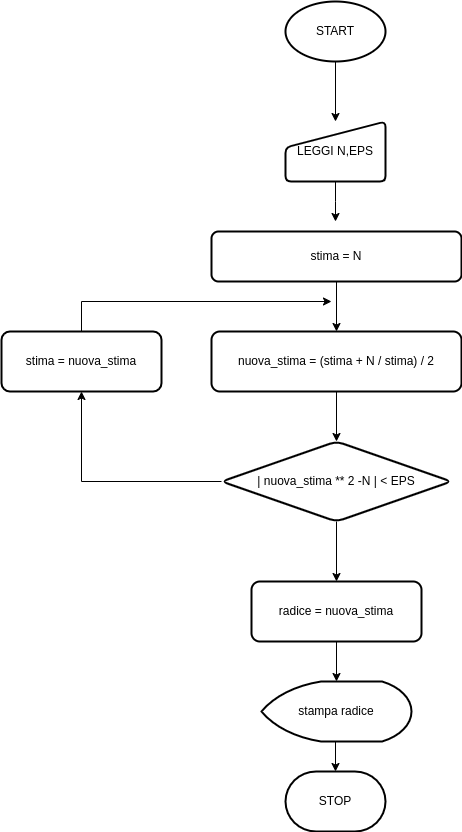 START
LEGGI N,EPS
stima = N
stima = nuova_stima
nuova_stima = (stima + N / stima) / 2
| nuova_stima ** 2 -N | < EPS
radice = nuova_stima
stampa radice
STOP